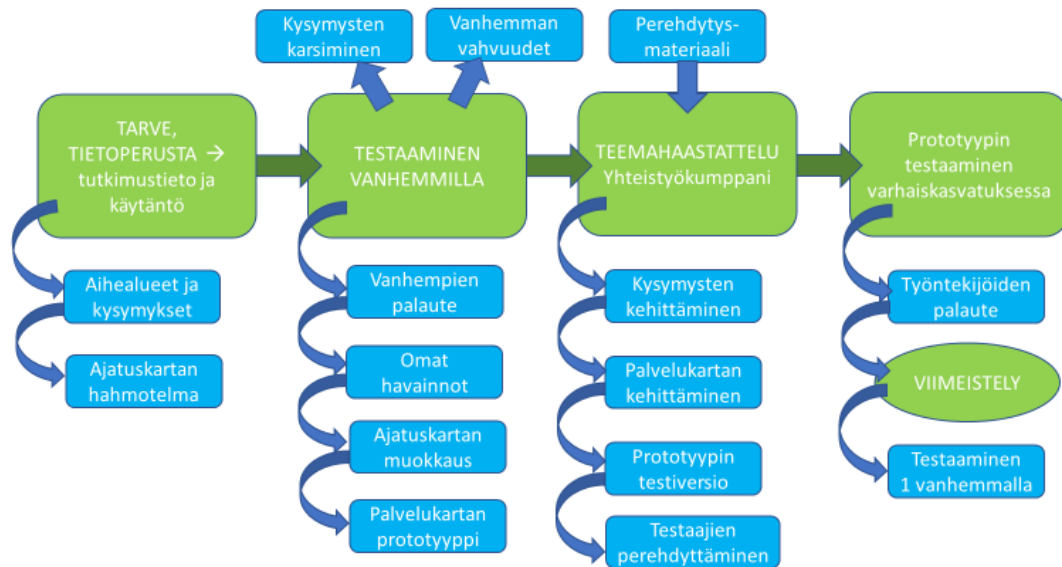 Kysymysten
karsiminen
Vanhemman
vahvuudet
Perehdytys-
materiaali
TARVE,
TIETOPERUSTA →
tutkimustieto ja
käytäntö
TESTAAMINEN
VANHEMMILLA
TEEMAHAASTATTELU
Yhteistyökumppani
Prototyypin
testaaminen
varhaiskasvatuksessa
Aihealueet ja
kysymykset
Ajatuskartan
hahmotelma
Vanhempien
palaute
Omat
havainnot
Ajatuskartan
muokkaus
Palvelukartan
prototyyppi
Kysymysten
kehittäminen
Palvelukartan
kehittäminen
Prototyypin
testiversio
Testaajien
perehdyttäminen
Työntekijöiden
palaute
VIIMEISTELY
Testaaminen
1 vanhemmalla